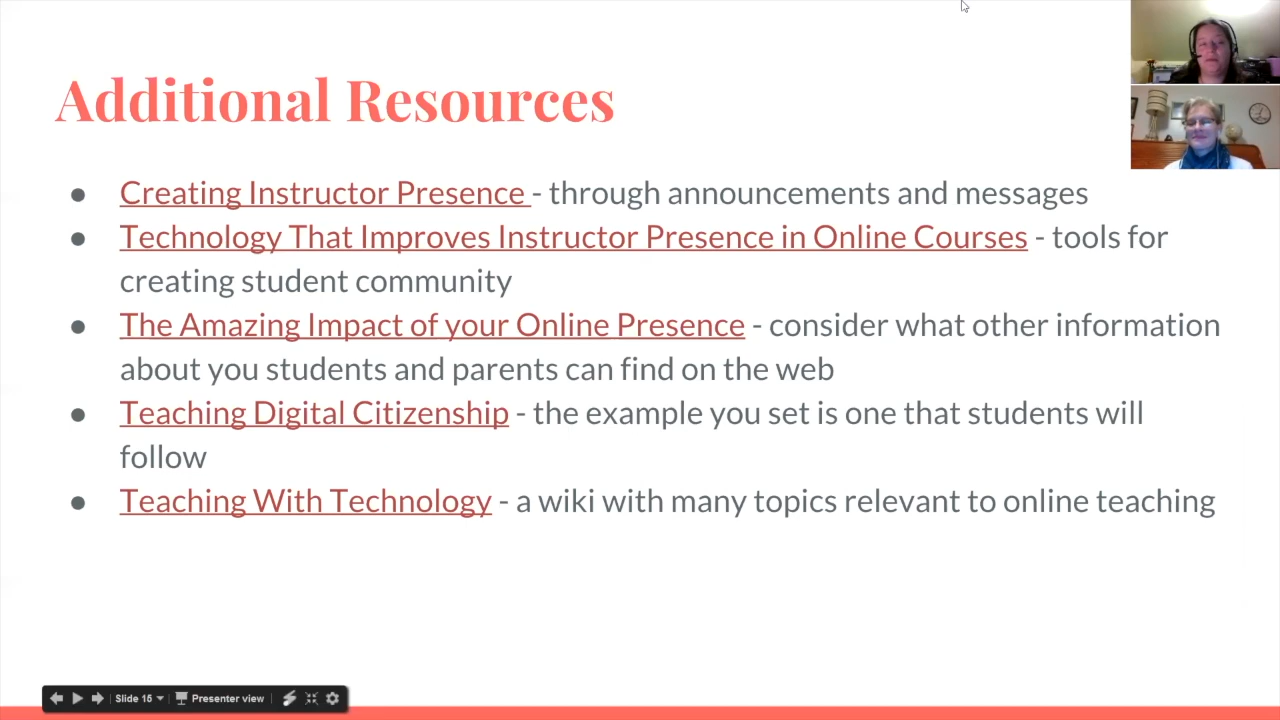 Additional Resources
● Creating Instructor Presence - through announcements and messages
● Technology That Improves Instructor Presence in Online Courses - tools for
creating student community
● The Amazing Impact of your Online Presence - consider what other information
about you students and parents can find on the web
● Teaching Digital Citizenship - the example you set is one that students will
follow
● Teaching With Technology - a wiki with many topics relevant to online teaching
Slide 15 Presenter view